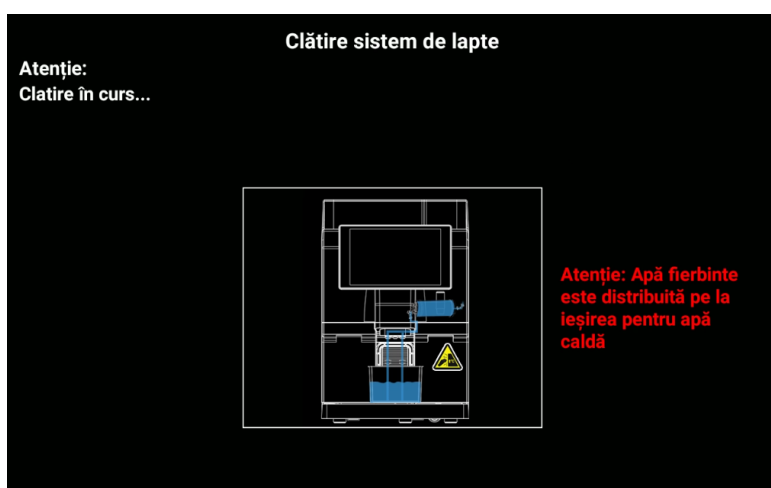 Clătire sistem de lapte
Atenție:
Clatire în curs...
Atenție: Apă fierbinte
este distribuită pe la
ieșirea pentru apă
caldă